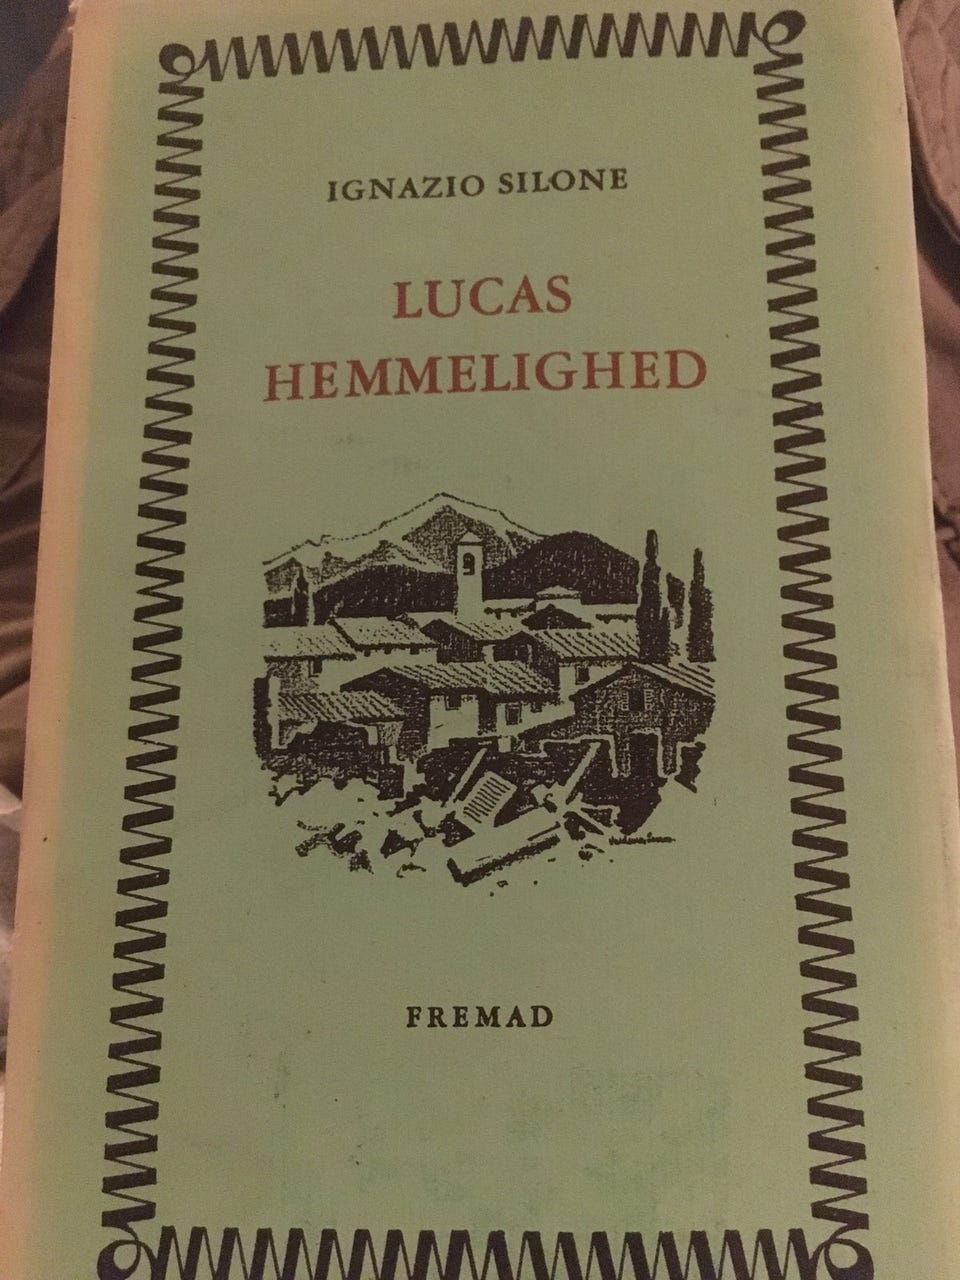 IGNAZIO SILONE
LUCAS
HEMMELIGHED
FREMAD